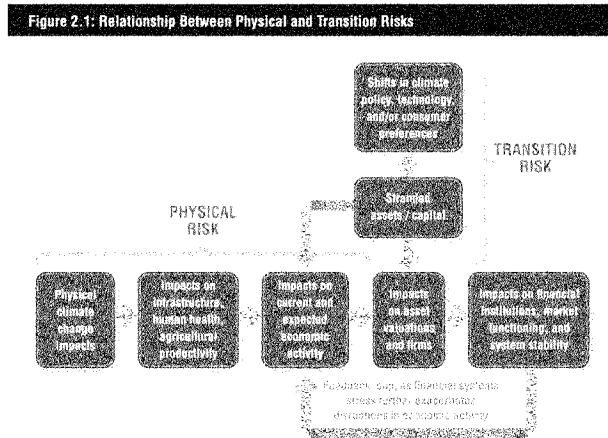 Figure 2.1: Relationship Between Physical and Transition Risks
Shifts in climate
policy, technology,
and/or consumer
preferences
TRANSITION
RISK
Stranded
assets / capital
PHYSICAL
RISK
Physical
climate
change
impacts
Impacts on
infrastructure,
human health,
agricultural
productivity
Impacts on
current and
expected
economic
activity
Impacts
on asset
valuations
and firms
Impacts on financial
institutions, market
functioning, and
system stability
Feedback loop, as financial systems
stress further exacerbates
disruptions in economic activity